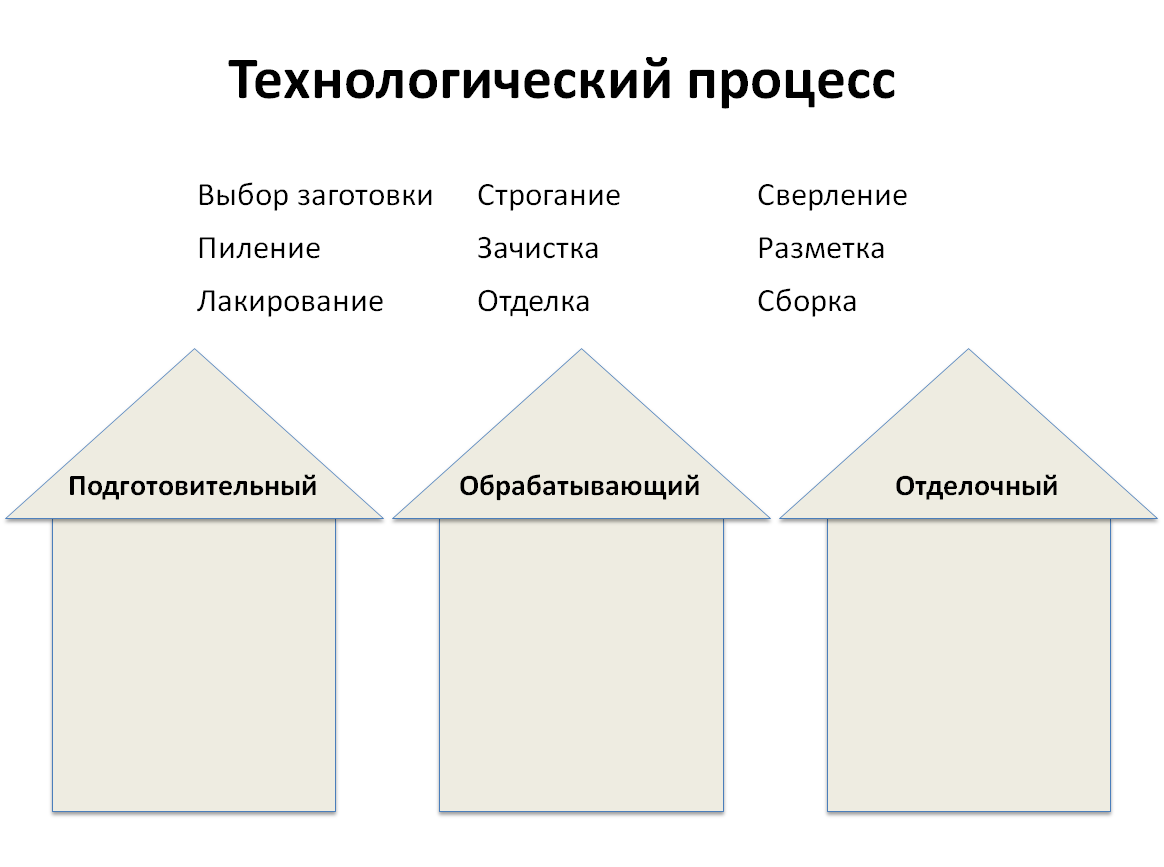 Технологический процесс
Выбор заготовки Строгание Сверление
Пиление Зачистка Разметка
Лакирование Отделка Сборка
Подготовительный Обрабатывающий Отделочный